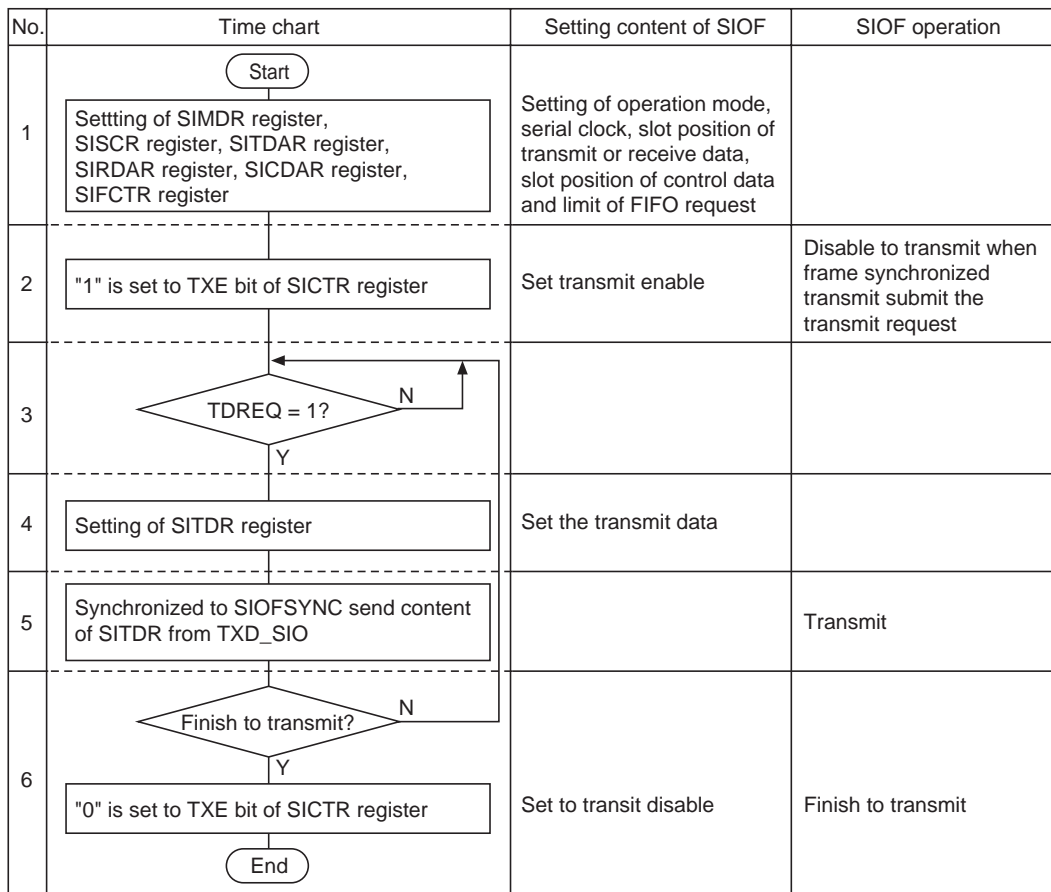 No.
Time chart
Setting content of SIOF
SIOF operation
Start
1
Settting of SIMDR register,
SISCR register, SITDAR register,
SIRDAR register, SICDAR register,
SIFCTR register
Setting of operation mode,
serial clock, slot position of
transmit or receive data,
slot position of control data
and limit of FIFO request
2
"1" is set to TXE bit of SICTR register
Set transmit enable
Disable to transmit when
frame synchronized
transmit submit the
transmit request
3
TDREQ = 1?
N
Y
4
Setting of SITDR register
Set the transmit data
5
Synchronized to SIOFSYNC send content
of SITDR from TXD_SIO
Transmit
6
Finish to transmit?
N
Y
"0" is set to TXE bit of SICTR register
Set to transit disable
Finish to transmit
End